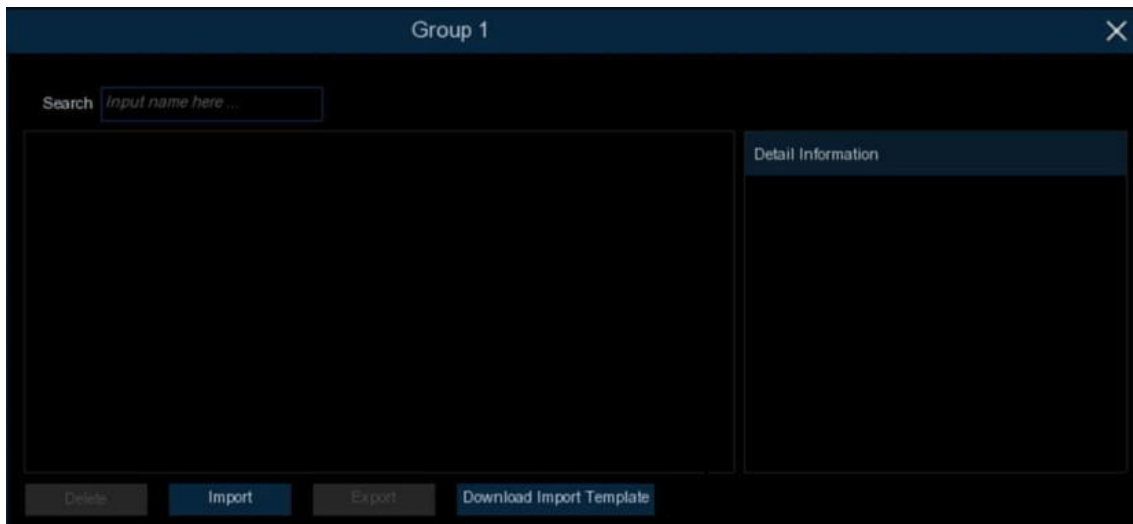 Group 1
Search Input name here ...
Detail Information
Delete Import Export Download Import Template